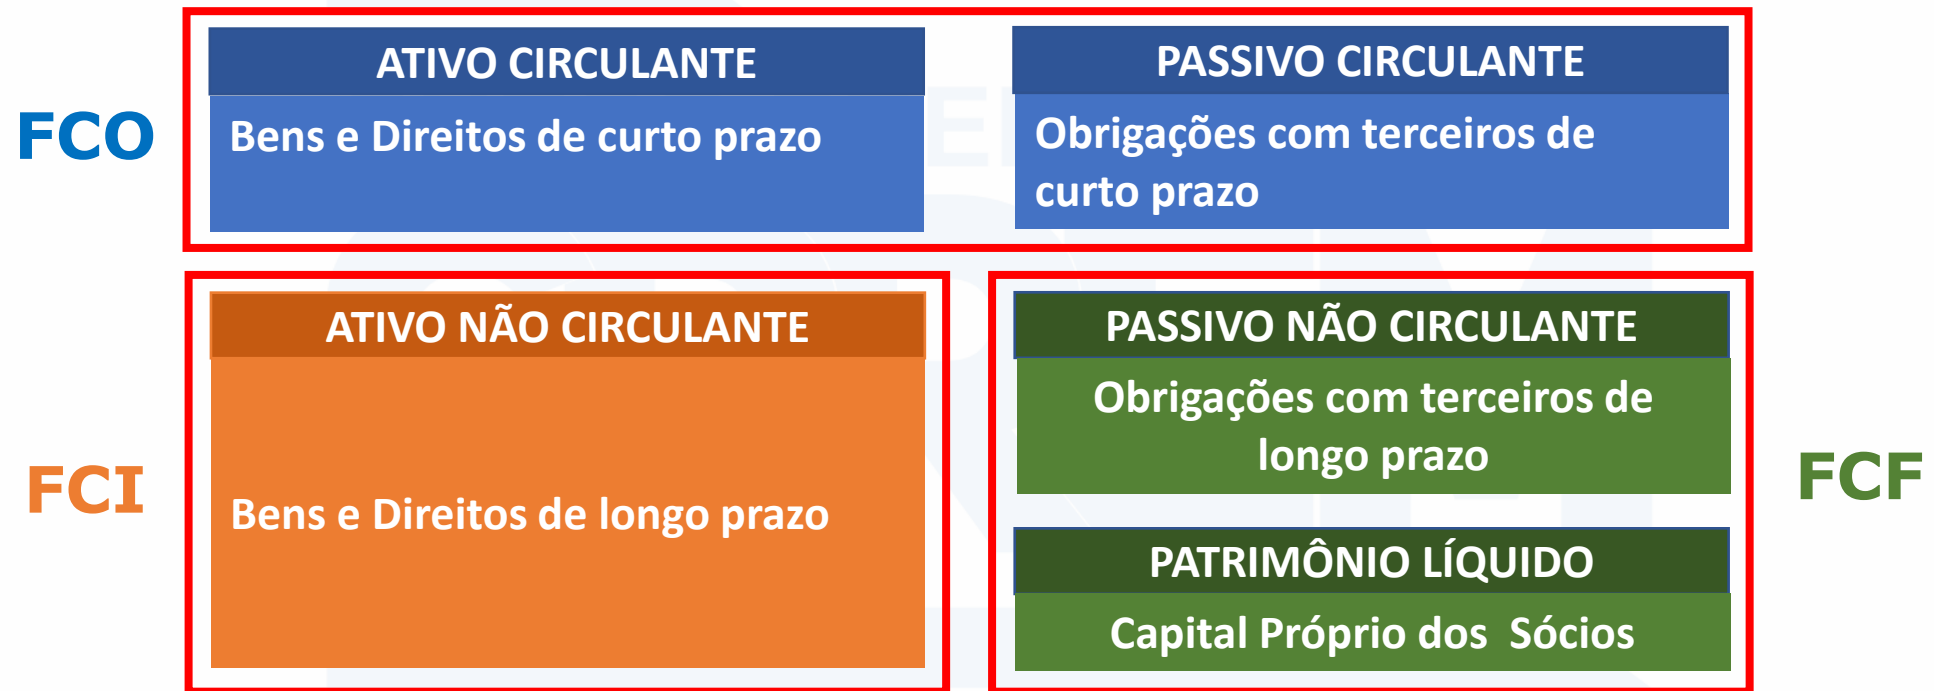 FCO
ATIVO CIRCULANTE
Bens e Direitos de curto prazo
PASSIVO CIRCULANTE
Obrigações com terceiros de
curto prazo
FCI
ATIVO NÃO CIRCULANTE
Bens e Direitos de longo prazo
PASSIVO NÃO CIRCULANTE
Obrigações com terceiros de
longo prazo
PATRIMÔNIO LÍQUIDO
Capital Próprio dos Sócios
FCF